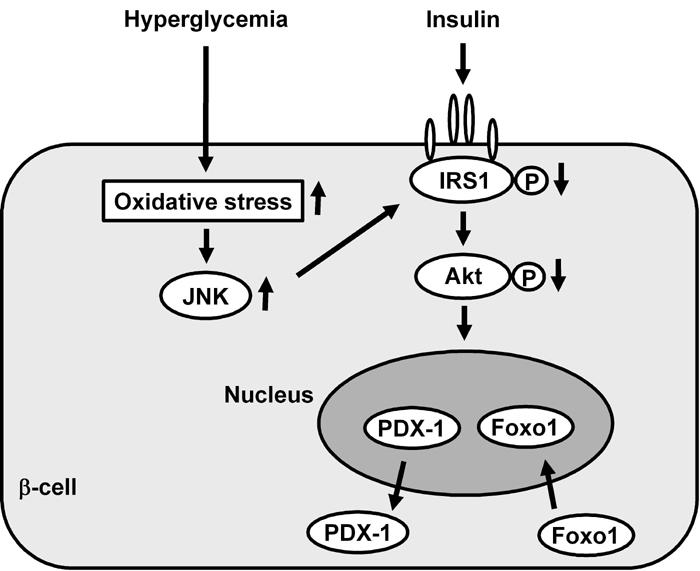 Hyperglycemia
Insulin
Oxidative stress
IRS1
P
JNK
Akt
P
Nucleus
PDX-1
Foxo1
β-cell
PDX-1
Foxo1